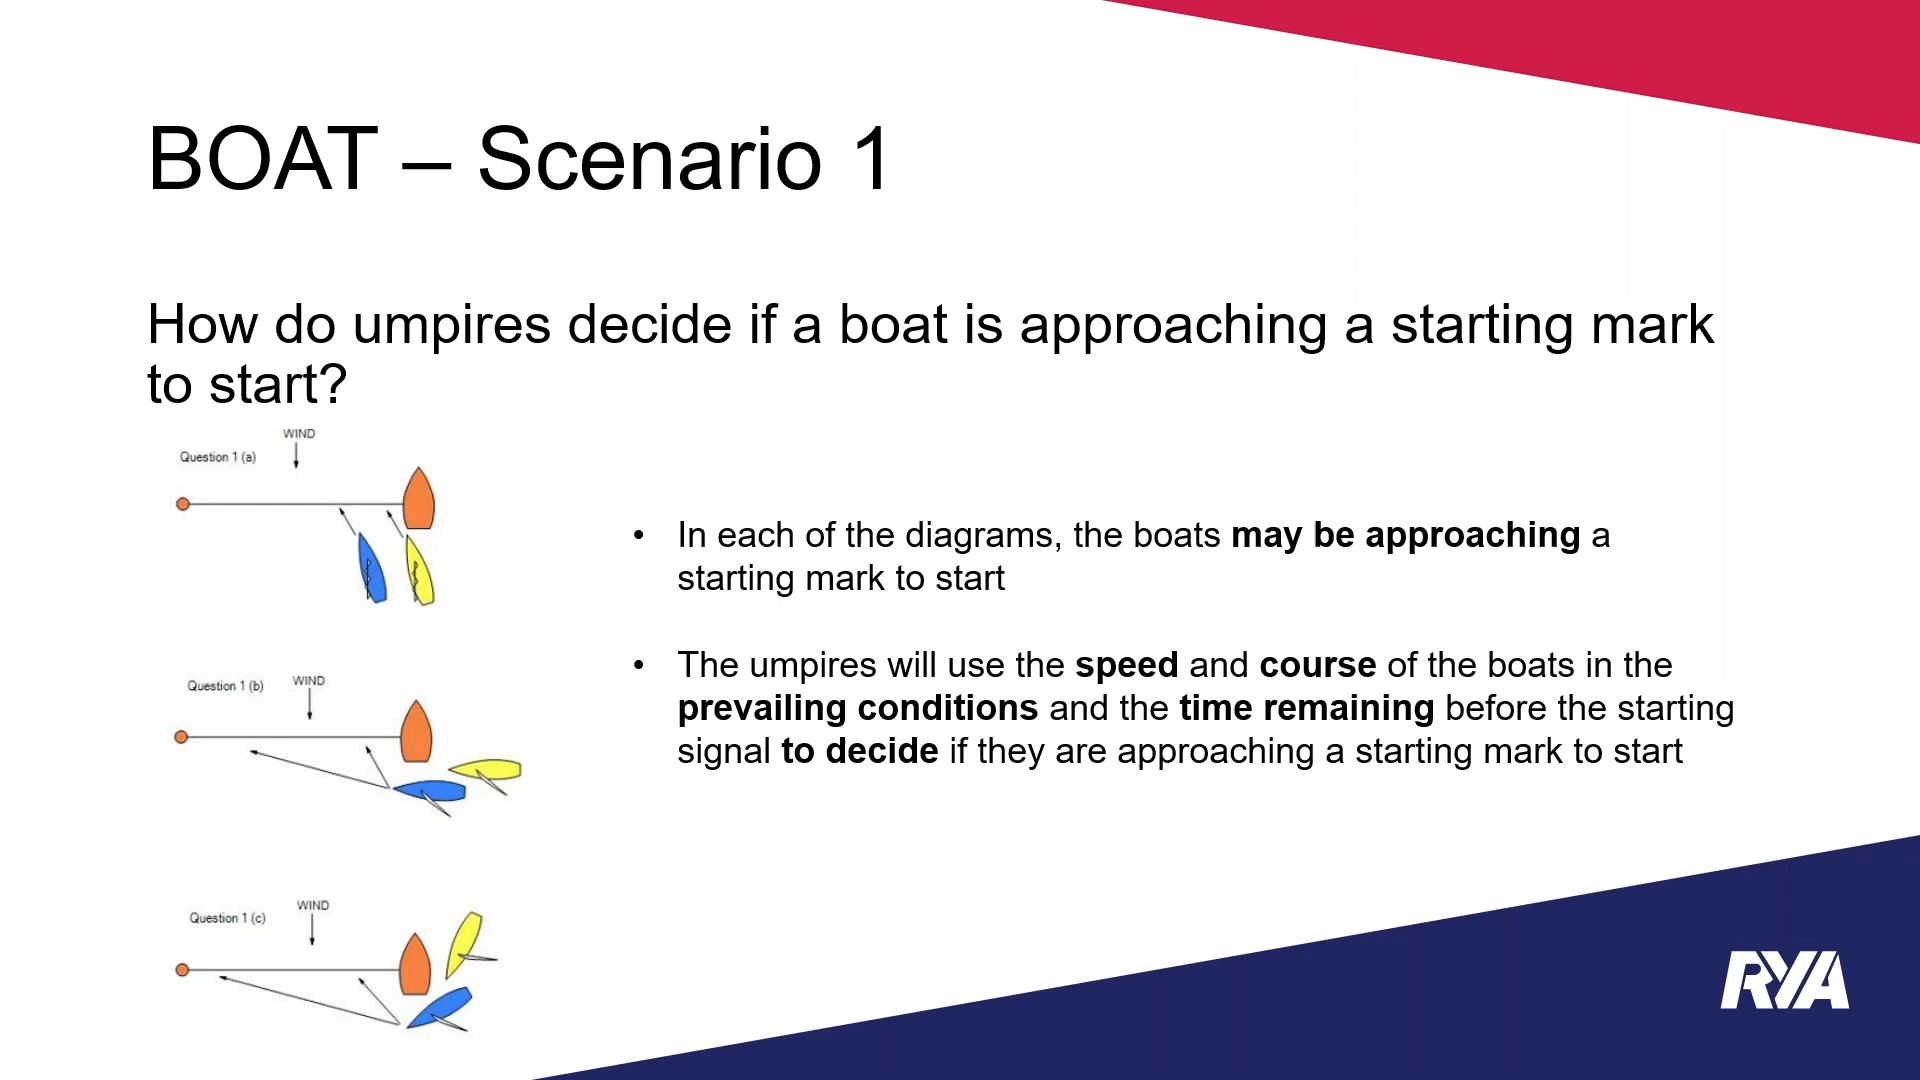 BOAT – Scenario 1
How do umpires decide if a boat is approaching a starting mark
to start?
WIND
Question 1 (a)
• In each of the diagrams, the boats may be approaching a
starting mark to start
• The umpires will use the speed and course of the boats in the
prevailing conditions and the time remaining before the starting
signal to decide if they are approaching a starting mark to start
Question 1 (b)
WIND
Question 1 (c)
WIND
RYA